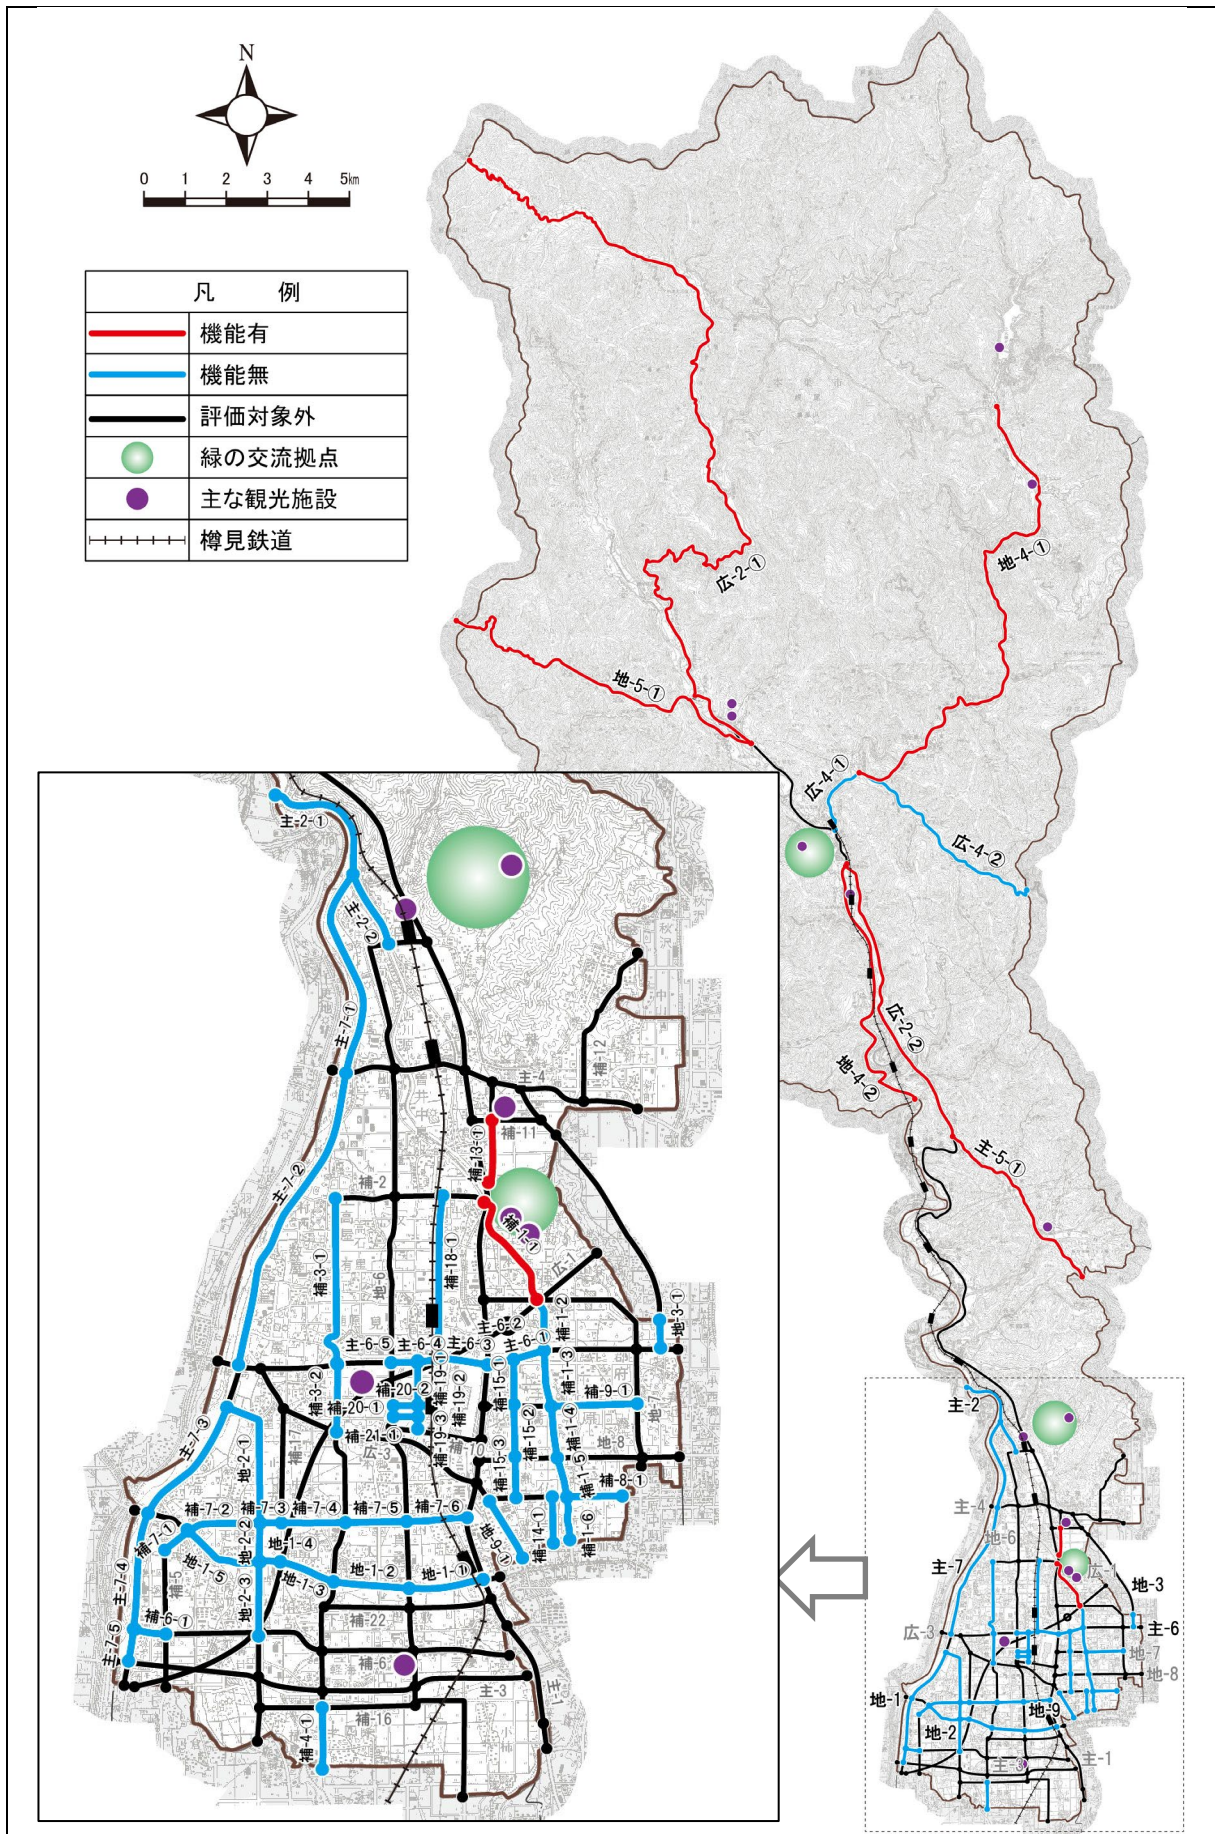 N
0 1 2 3 4 5km
凡 例
機能有
機能無
評価対象外
緑の交流拠点
主な観光施設
樽見鉄道
広-2-①
地-4-①
地-5-①
広-4-①
広-4-②
広-2-②
地-4-②
主-5-①
主-2-①
主-2-②
主-7-①
主-4
補-12
補-11
補-13-①
主-7-②
補-2
補-1-①
補-3-①
地-6
補-18-①
広-1
補-1-②
地-3-①
主-6-②
主-6-⑤
主-6-④
主-6-③
主-6-①
補-3-②
補-20-②
補-19-①
補-19-②
補-15-①
補-1-③
補-9-①
補-20-①
補-21-①
補-19-③
補-15-②
補-1-④
地-7
主-7-③
地-2-①
補-17
広-3
補-10
補-15-③
補-1-⑤
地-8
補-8-①
補-7-②
補-7-③
補-7-④
補-7-⑤
補-7-⑥
補-7-①
地-2-②
地-1-④
地-9-①
補-14-①
補-1-⑥
主-7-④
地-1-⑤
地-1-③
地-1-②
地-1-①
補-5
地-2-③
補-6-①
補-22
主-7-⑤
補-6
主-3
主-1
補-4-①
補-16
主-2
主-4
地-6
主-7
広-1
地-3
広-3
主-6
地-7
地-8
地-1
地-9
地-2
主-3
主-1